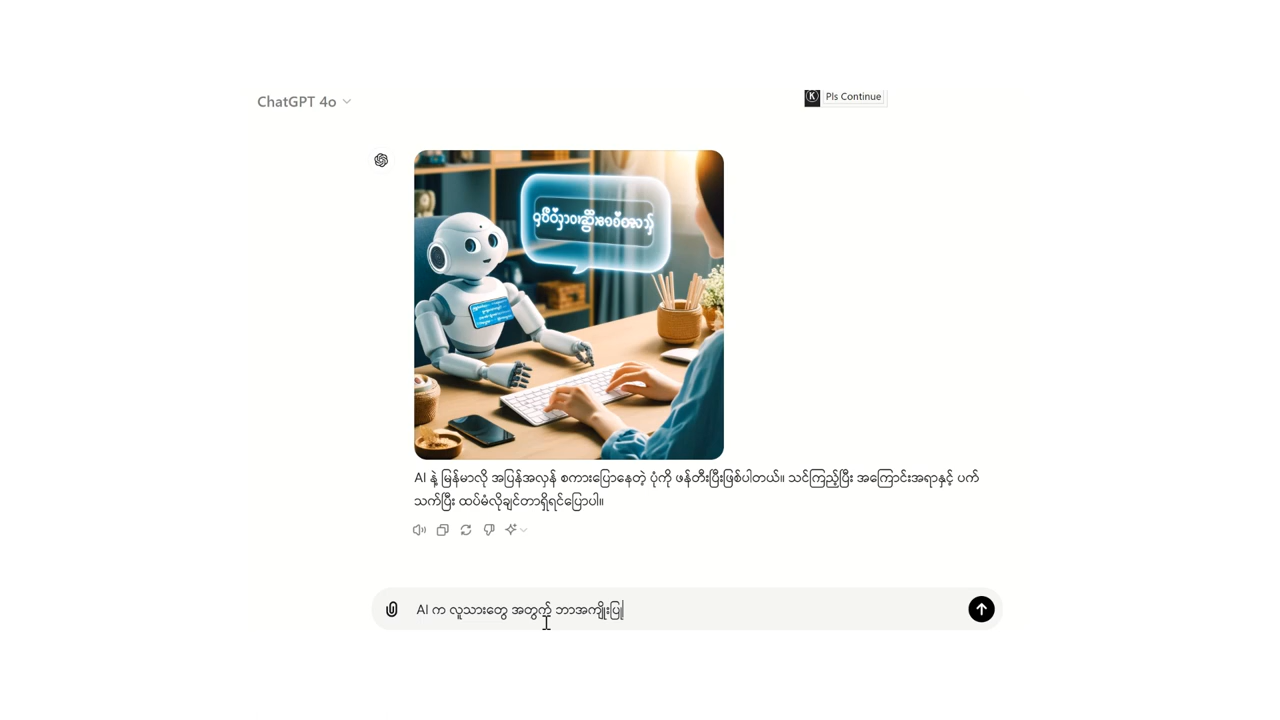 ChatGPT 4o
Pls Continue
AI နဲ့ မြန်မာလို အပြန်အလှန် စကားပြောနေတဲ့ ပုံကို ဖန်တီးပြီးဖြစ်ပါတယ်။ သင်ကြည့်ပြီး အကြောင်းအရာနှင့် ပက်
သက်ပြီး ထပ်မံလိုချင်တာရှိရင်ပြောပါ။
AI က လူသားတွေ အတွက် ဘာအကျိုးပြု